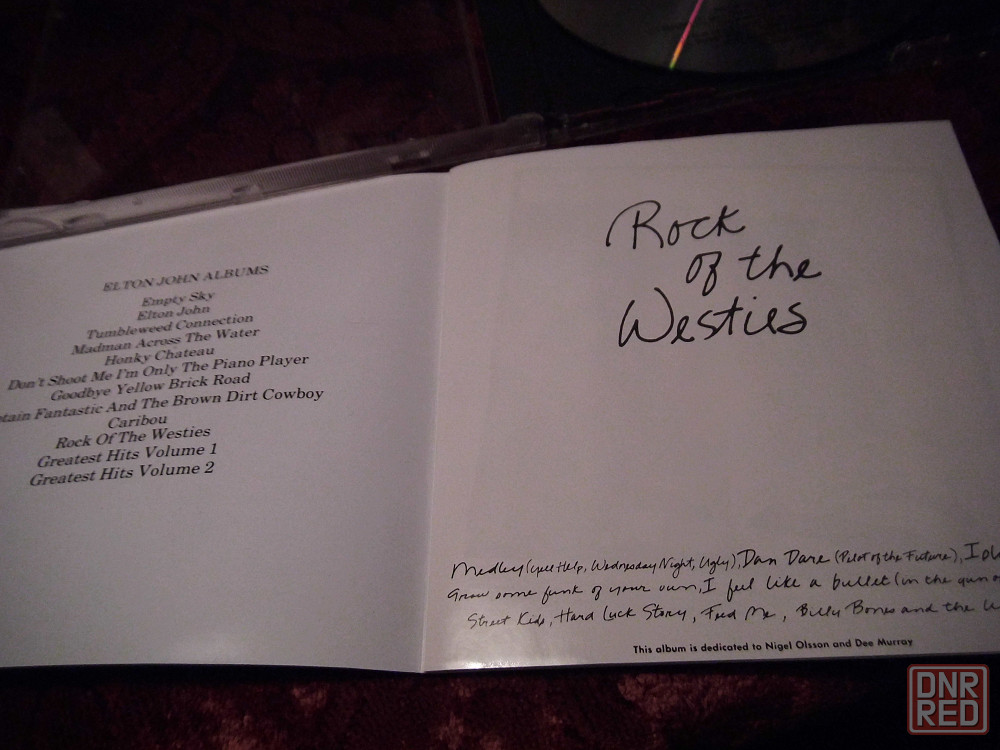 ELTON JOHN ALBUMS
Empty Sky
Elton John
Tumbleweed Connection
Madman Across The Water
Honky Chateau
Don't Shoot Me I'm Only The Piano Player
Goodbye Yellow Brick Road
tain Fantastic And The Brown Dirt Cowboy
Caribou
Rock Of The Westies
Greatest Hits Volume 1
Greatest Hits Volume 2
Rock
of the
Westies
Medley (Yell Help, Wednesday Night, Ugly), Dan Dare (Pilot of the Future), I
Grow some funk of your own, I feel like a bullet (in the gun
Street Kids, Hard Luck Story, Feed Me, Billy Bones and the
This album is dedicated to Nigel Olsson and Dee Murray
DNR
RED